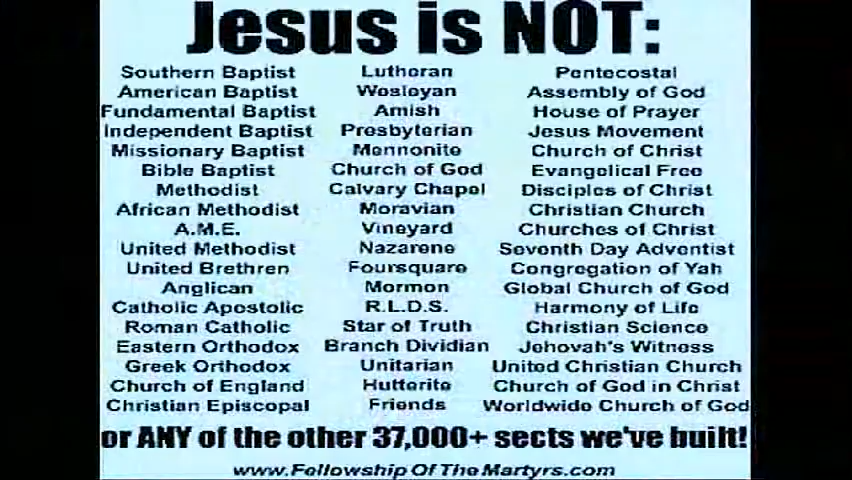 Jesus is NOT:
Southern Baptist Lutheran Pentecostal
American Baptist Wesleyan Assembly of God
Fundamental Baptist Amish House of Prayer
Independent Baptist Presbyterian Jesus Movement
Missionary Baptist Mennonite Church of Christ
Bible Baptist Church of God Evangelical Free
Methodist Calvary Chapel Disciples of Christ
African Methodist Moravian Christian Church
A.M.E. Vineyard Churches of Christ
United Methodist Nazarene Seventh Day Adventist
United Brethren Foursquare Congregation of Yah
Anglican Mormon Global Church of God
Catholic Apostolic R.L.D.S. Harmony of Life
Roman Catholic Star of Truth Christian Science
Eastern Orthodox Branch Dividian Jehovah's Witness
Greek Orthodox Unitarian United Christian Church
Church of England Hutterite Church of God in Christ
Christian Episcopal Friends Worldwide Church of God
or ANY of the other 37,000+ sects we've built!
www.FellowshipOfTheMartyrs.com